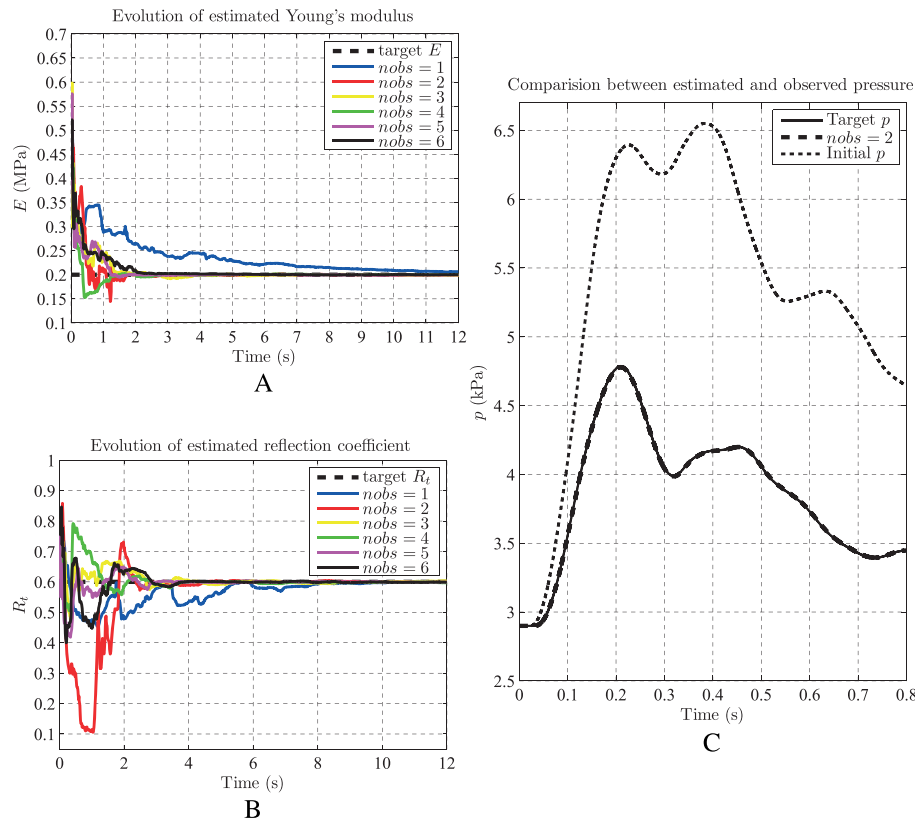 Evolution of estimated Young's modulus
0.7
0.65
0.6
0.55
0.5
0.45
0.4
0.35
0.3
0.25
0.2
0.15
0.1
E (MPa)
target E
nobs = 1
nobs = 2
nobs = 3
nobs = 4
nobs = 5
nobs = 6
0 1 2 3 4 5 6 7 8 9 10 11 12
Time (s)
A
Evolution of estimated reflection coefficient
1
0.9
0.8
0.7
0.6
0.5
0.4
0.3
0.2
0.1
R_t
target R_t
nobs = 1
nobs = 2
nobs = 3
nobs = 4
nobs = 5
nobs = 6
0 2 4 6 8 10 12
Time (s)
B
Comparision between estimated and observed pressure
6.5
6
5.5
5
4.5
4
3.5
3
2.5
p (kPa)
Target p
nobs = 2
Initial p
0 0.1 0.2 0.3 0.4 0.5 0.6 0.7 0.8
Time (s)
C